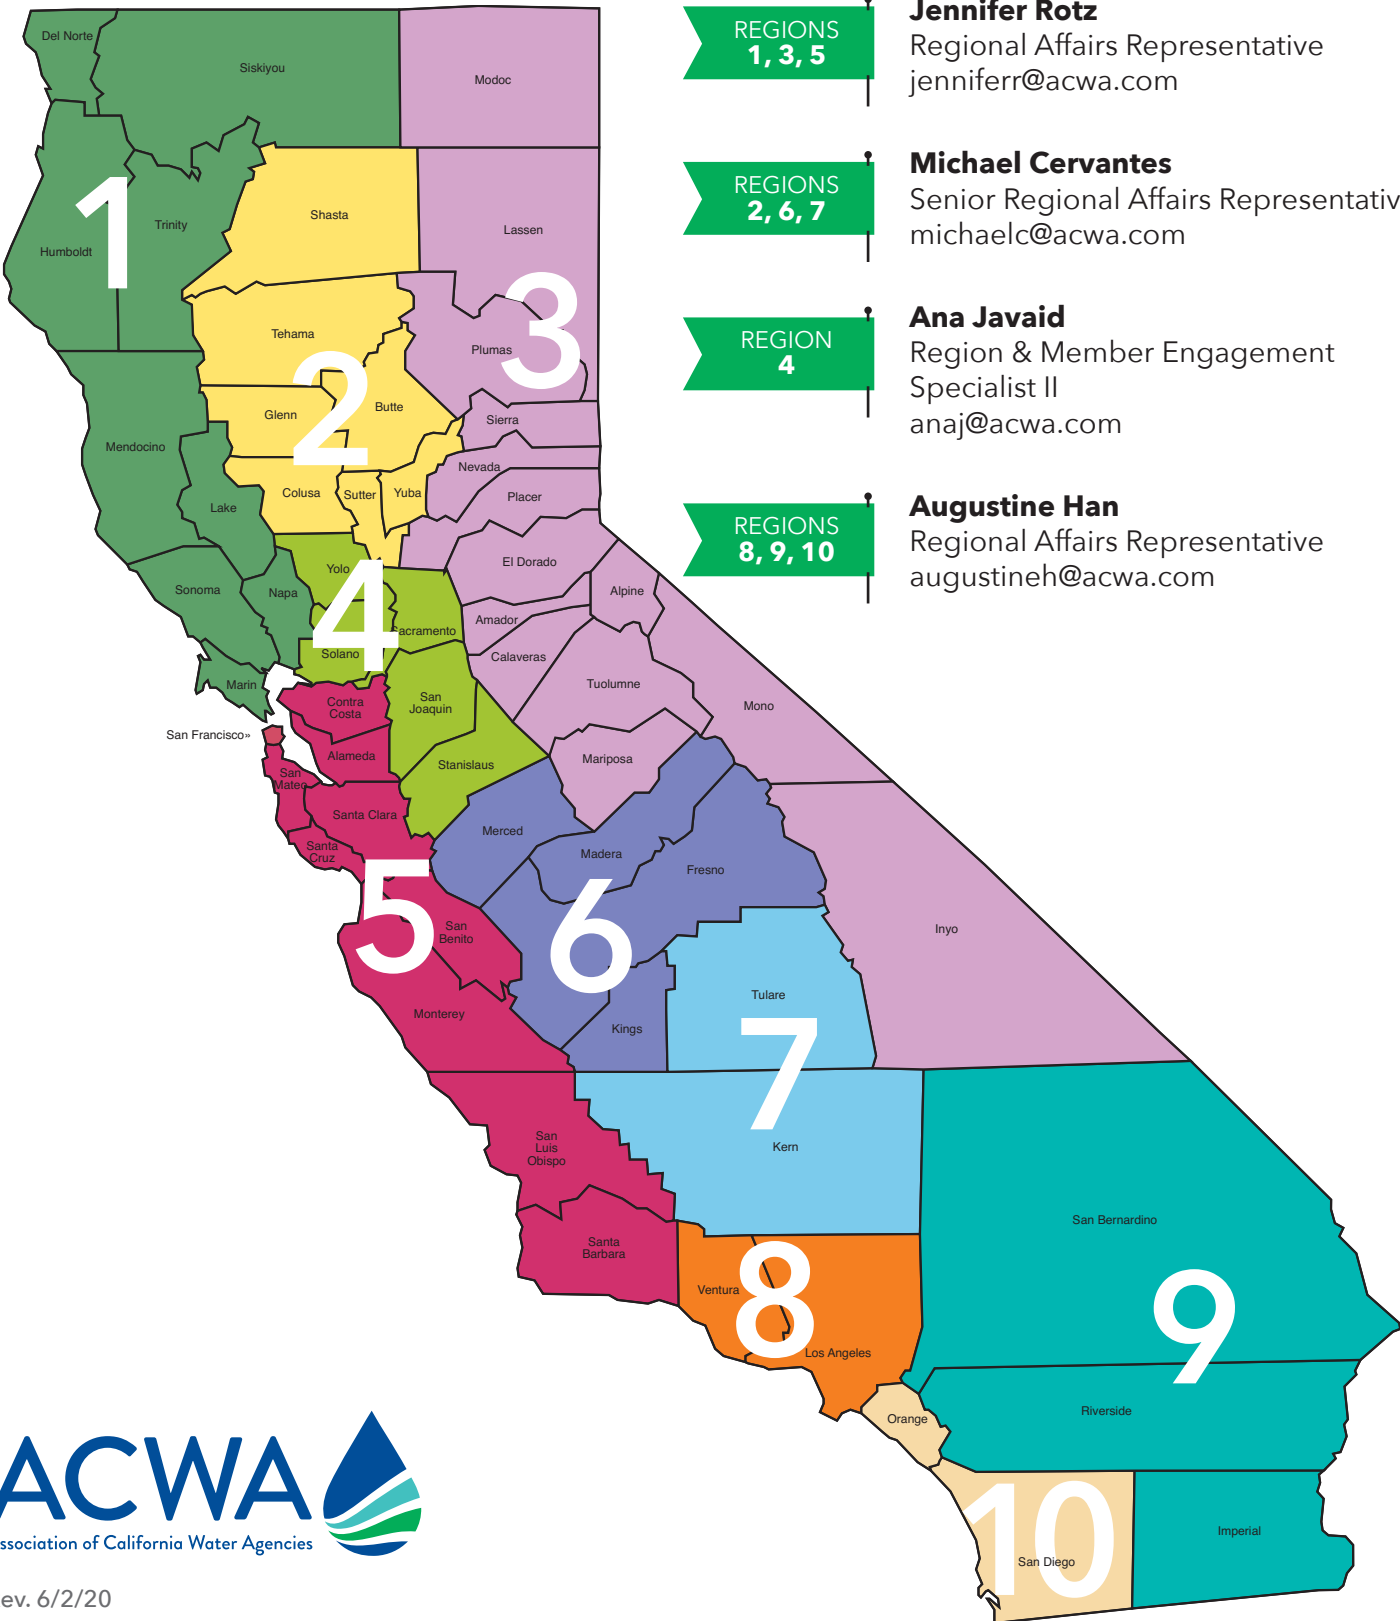 Jennifer Rotz
REGIONS
1, 3, 5
Regional Affairs Representative
jenniferr@acwa.com
Michael Cervantes
REGIONS
2, 6, 7
Senior Regional Affairs Representativ
michaelc@acwa.com
Ana Javaid
REGION
4
Region & Member Engagement
Specialist II
anaj@acwa.com
Augustine Han
REGIONS
8, 9, 10
Regional Affairs Representative
augustineh@acwa.com
Del Norte
Siskiyou
Modoc
1
Humboldt
Trinity
Shasta
Lassen
3
Tehama
Plumas
2
Glenn
Butte
Sierra
Mendocino
Nevada
Colusa
Sutter
Yuba
Placer
Lake
El Dorado
Yolo
4
Sonoma
Napa
Alpine
Amador
Sacramento
Solano
Calaveras
Marin
Tuolumne
Contra
Costa
San
Joaquin
Mono
San Francisco»
Alameda
Stanislaus
Mariposa
San
Mateo
Santa Clara
Merced
Santa
Cruz
Madera
Fresno
5
6
San
Benito
Inyo
Tulare
Monterey
Kings
7
Kern
San
Luis
Obispo
San Bernardino
Santa
Barbara
8
Ventura
9
Los Angeles
Orange
Riverside
10
San Diego
Imperial
ACWA
ssociation of California Water Agencies
ev. 6/2/20